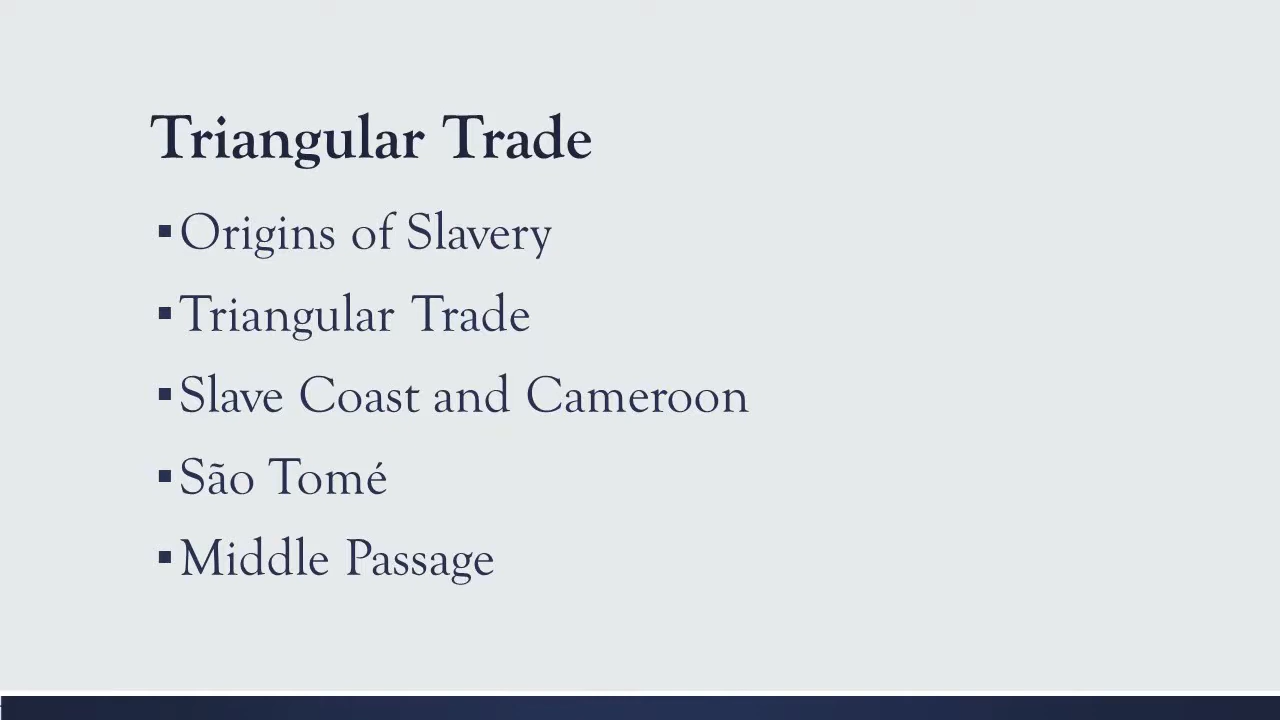 Triangular Trade
▪Origins of Slavery
▪Triangular Trade
▪Slave Coast and Cameroon
▪São Tomé
▪Middle Passage